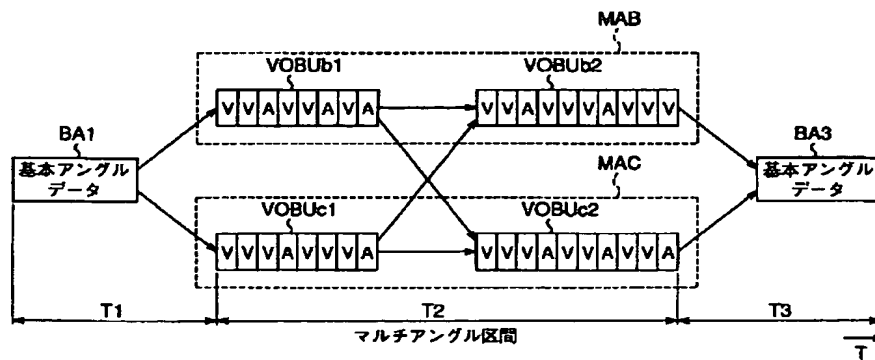 MAB
VOBUb1 VOBUb2
V V A V V A V A V V A V V V A V V V
BA1 BA3
基本アングル
データ
基本アングル
データ
MAC
VOBUc1 VOBUc2
V V V A V V V A V V V A V V A V V A
T1 T2 T3
マルチアングル区間
T